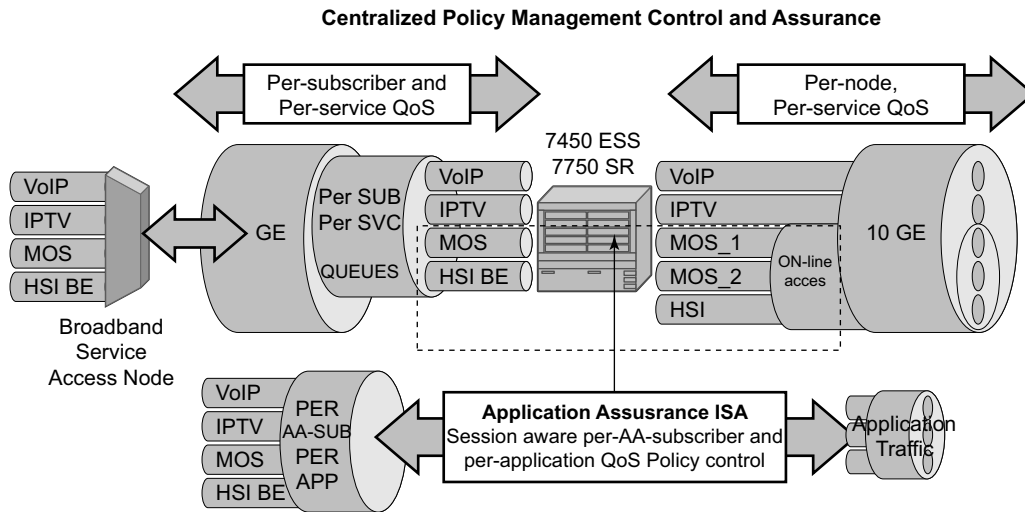 Centralized Policy Management Control and Assurance
Per-subscriber and
Per-service QoS
Per-node,
Per-service QoS
7450 ESS
7750 SR
VoIP
IPTV
MOS
HSI BE
Broadband
Service
Access Node
GE
Per SUB
Per SVC
QUEUES
VoIP
IPTV
MOS
HSI BE
VoIP
IPTV
MOS_1
MOS_2
HSI
ON-line
acces
10 GE
VoIP
IPTV
MOS
HSI BE
PER
AA-SUB
PER
APP
Application Assusrance ISA
Session aware per-AA-subscriber and
per-application QoS Policy control
Application
Traffic